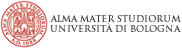 ALMA MATER STUDIORUM
UNIVERSITÀ DI BOLOGNA